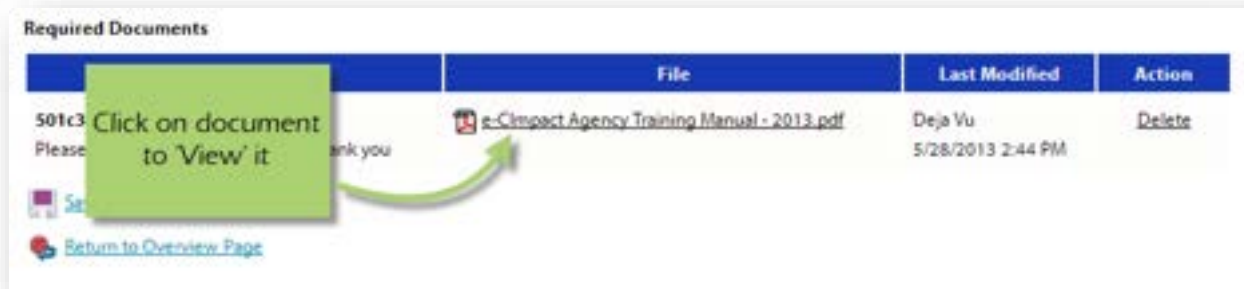 Required Documents
File Last Modified Action
501c3
Click on document
to 'View' it
e-CImpact Agency Training Manual - 2013.pdf
Deja Vu
Delete
Please
ank you
5/28/2013 2:44 PM
Return to Overview Page